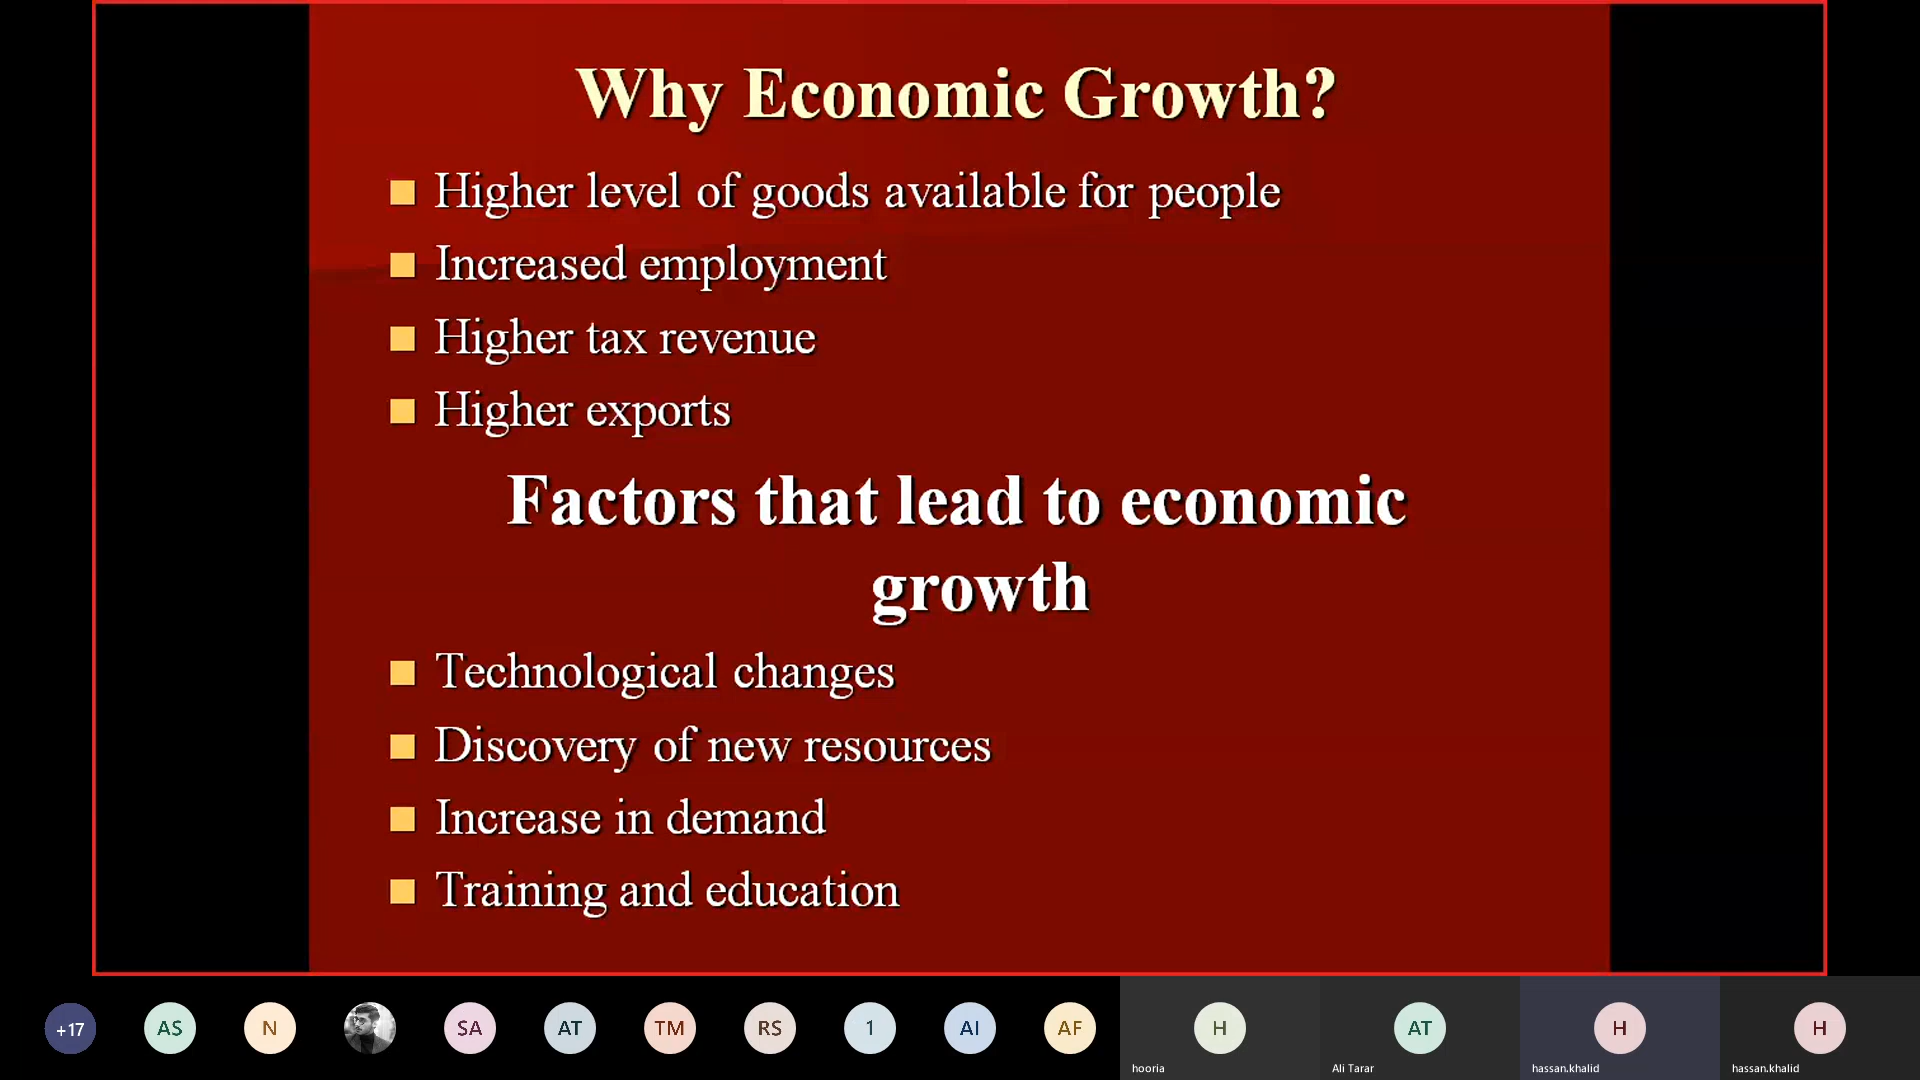 Why Economic Growth?
Higher level of goods available for people
Increased employment
Higher tax revenue
Higher exports
Factors that lead to economic
growth
Technological changes
Discovery of new resources
Increase in demand
Training and education
+17 AS N SA AT TM RS 1 AI AF H AT H H
hooria Ali Tarar hassan.khalid hassan.khalid